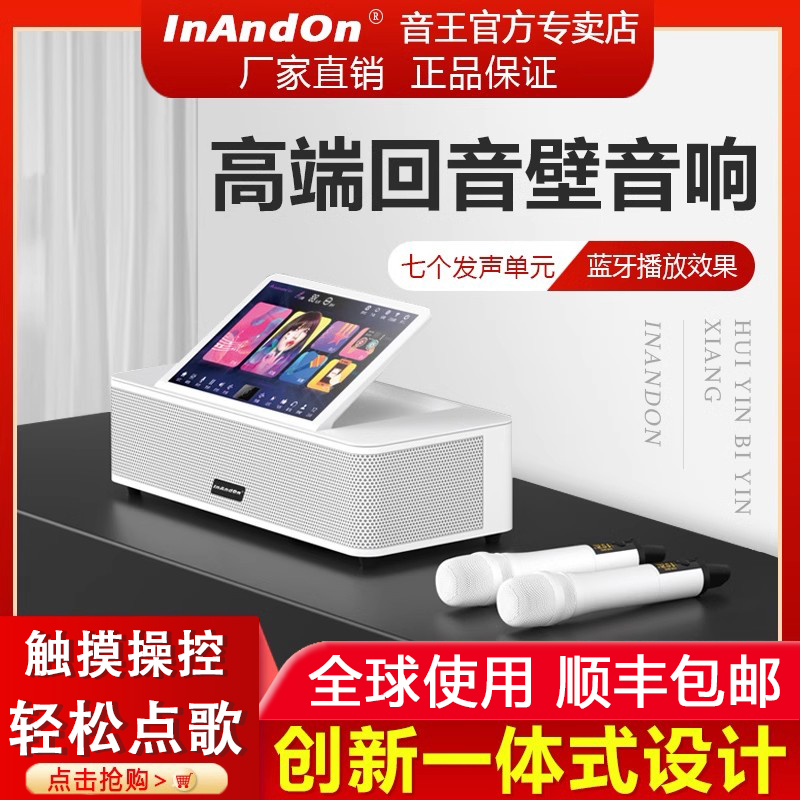 InAndOn® 音王官方专卖店
厂家直销 正品保证
高端回音壁音响
七个发声单元 蓝牙播放效果
HUI YIN BI YIN
XIANG
INANDON
InAndOn
触摸操控
轻松点歌
点击抢购>
全球使用 顺丰包邮
创新一体式设计